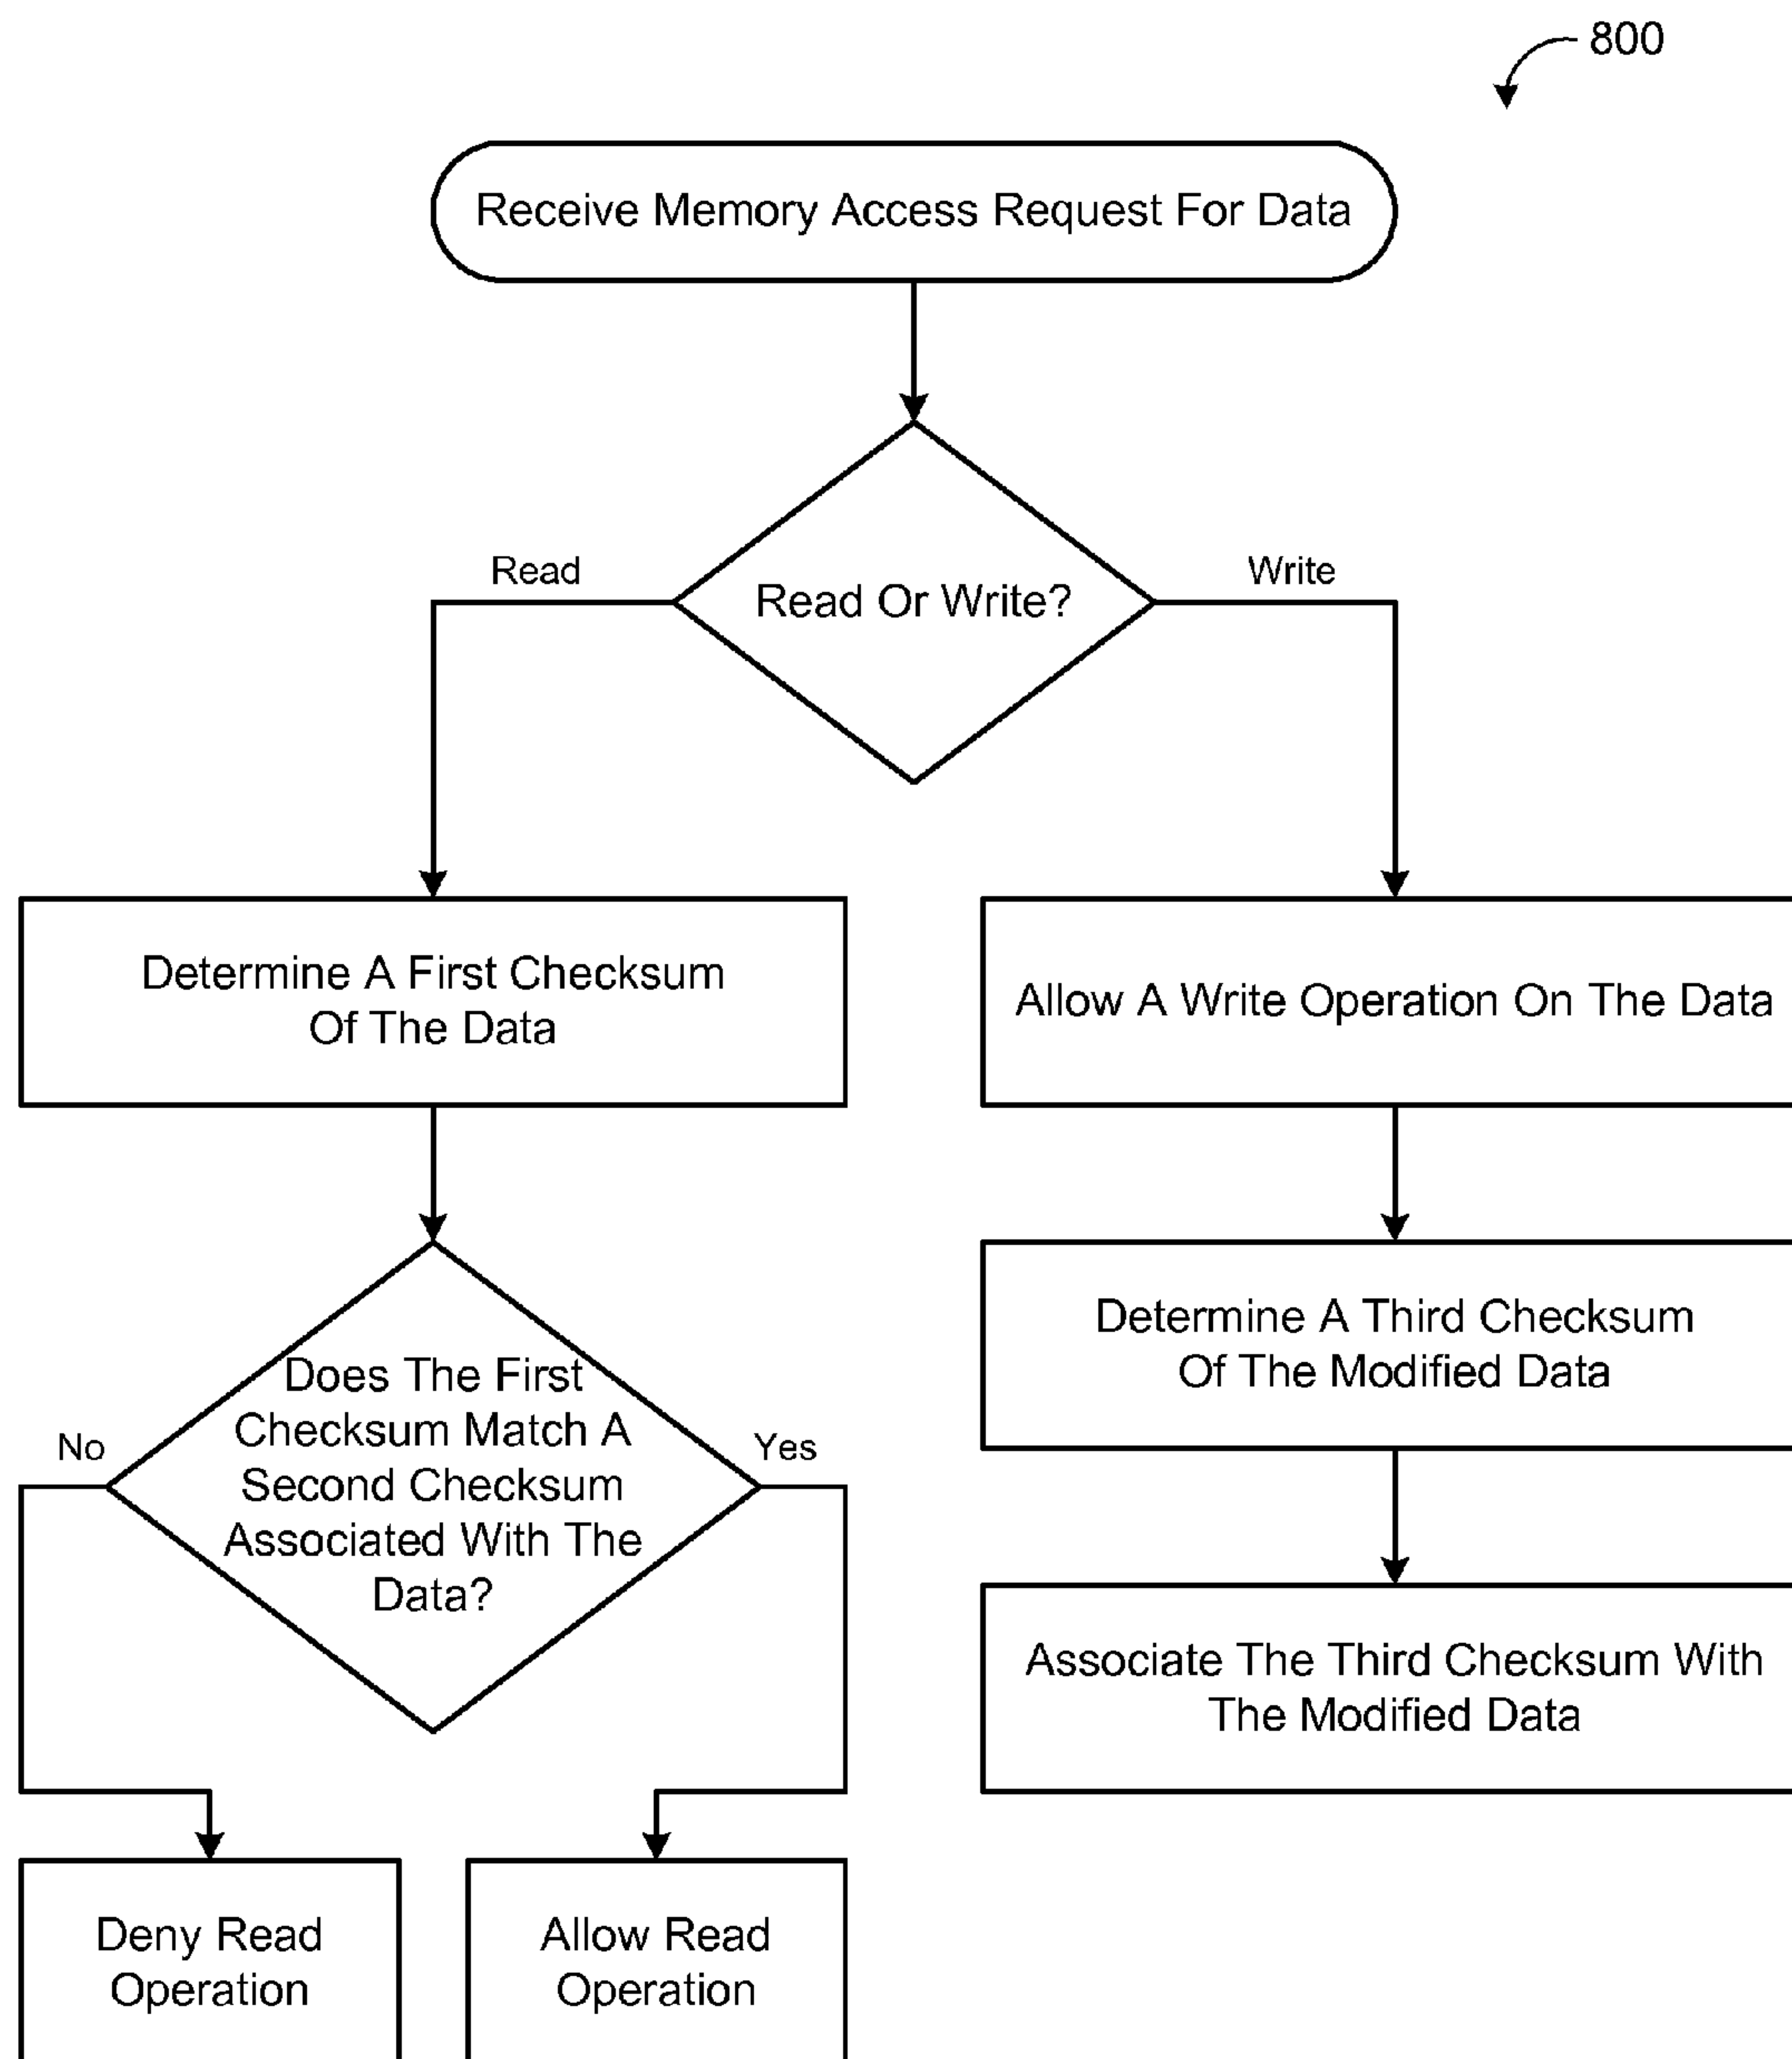 800
Receive Memory Access Request For Data
Read
Read Or Write?
Write
Determine A First Checksum
Of The Data
Allow A Write Operation On The Data
Does The First
Checksum Match A
Second Checksum
Associated With The
Data?
No
Yes
Determine A Third Checksum
Of The Modified Data
Associate The Third Checksum With
The Modified Data
Deny Read
Operation
Allow Read
Operation